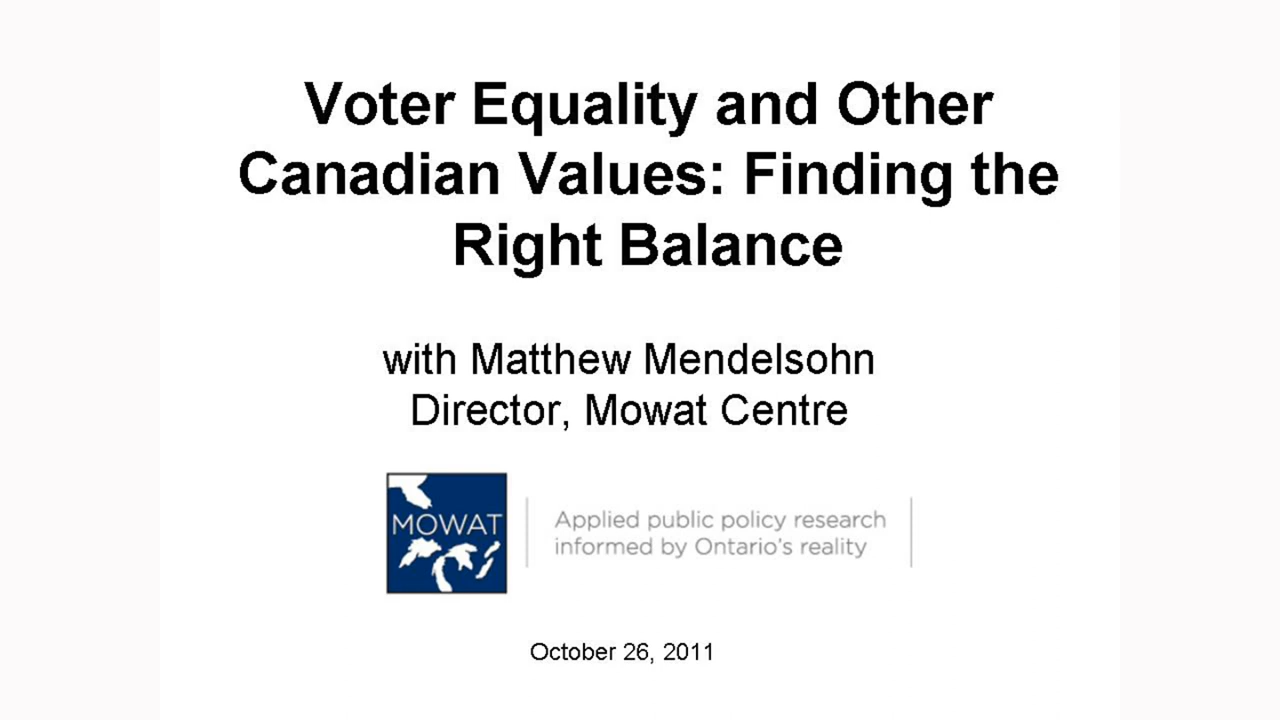 Voter Equality and Other
Canadian Values: Finding the
Right Balance
with Matthew Mendelsohn
Director, Mowat Centre
MOWAT
Applied public policy research
informed by Ontario's reality
October 26, 2011